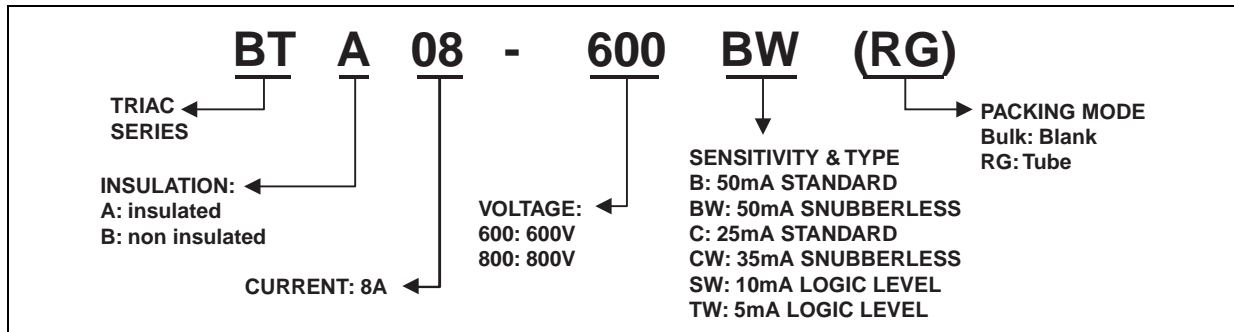 BT A 08 - 600 BW (RG)
TRIAC
SERIES
INSULATION:
A: insulated
B: non insulated
CURRENT: 8A
VOLTAGE:
600: 600V
800: 800V
SENSITIVITY & TYPE
B: 50mA STANDARD
BW: 50mA SNUBBERLESS
C: 25mA STANDARD
CW: 35mA SNUBBERLESS
SW: 10mA LOGIC LEVEL
TW: 5mA LOGIC LEVEL
PACKING MODE
Bulk: Blank
RG: Tube